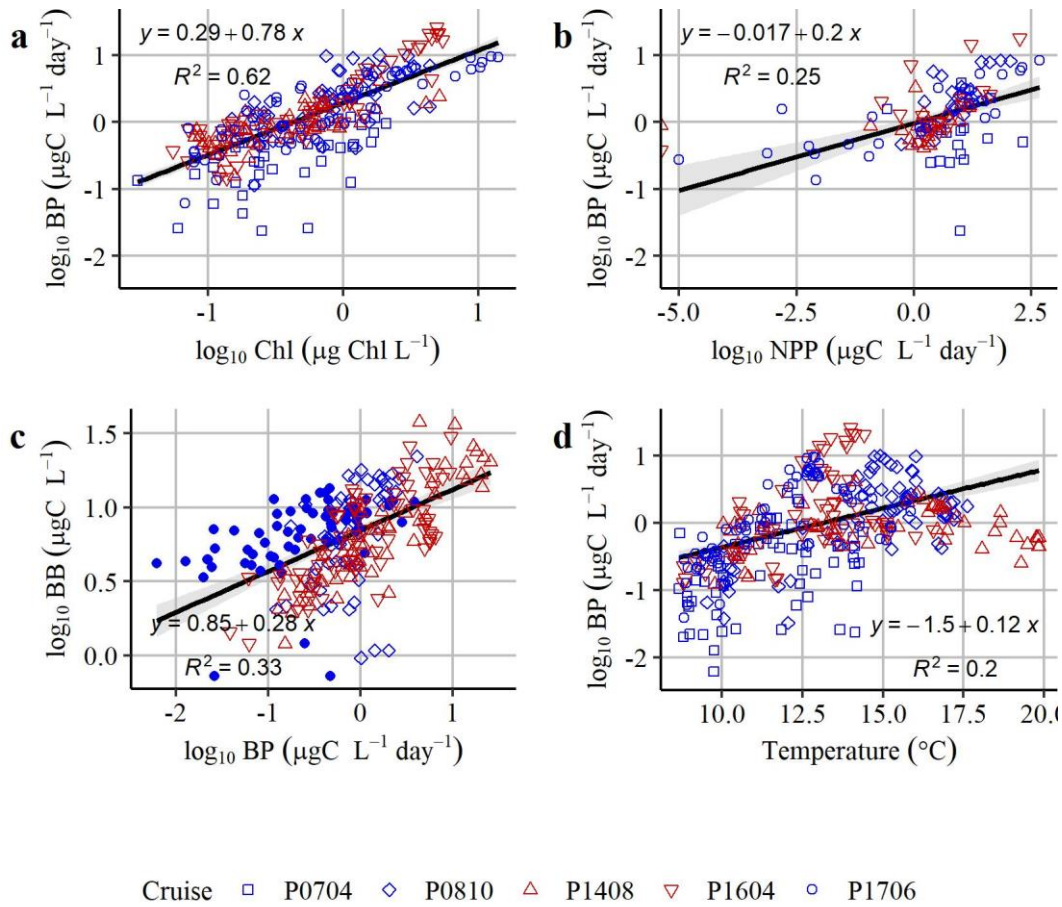 a
y = 0.29 + 0.78 x
R² = 0.62
log₁₀ BP (µgC L⁻¹ day⁻¹)
1
0
-1
-2
-1
0
1
log₁₀ Chl (µg Chl L⁻¹)
b
y = −0.017 + 0.2 x
R² = 0.25
log₁₀ BP (µgC L⁻¹ day⁻¹)
1
0
-1
-2
-5.0
-2.5
0.0
2.5
log₁₀ NPP (µgC L⁻¹ day⁻¹)
c
log₁₀ BB (µgC L⁻¹)
1.5
1.0
0.5
0.0
y = 0.85 + 0.28 x
R² = 0.33
-2
-1
0
1
log₁₀ BP (µgC L⁻¹ day⁻¹)
d
log₁₀ BP (µgC L⁻¹ day⁻¹)
1
0
-1
-2
y = −1.5 + 0.12 x
R² = 0.2
10.0
12.5
15.0
17.5
20.0
Temperature (°C)
Cruise P0704 P0810 P1408 P1604 P1706